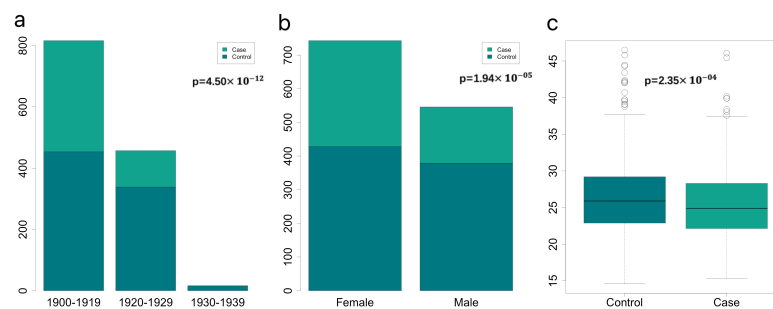 a
Case
Control
p=4.50× 10⁻¹²
800
600
400
200
0
1900-1919 1920-1929 1930-1939
b
Case
Control
p=1.94× 10⁻⁰⁵
700
600
500
400
300
200
100
0
Female Male
c
p=2.35× 10⁻⁰⁴
45
40
35
30
25
20
15
Control Case